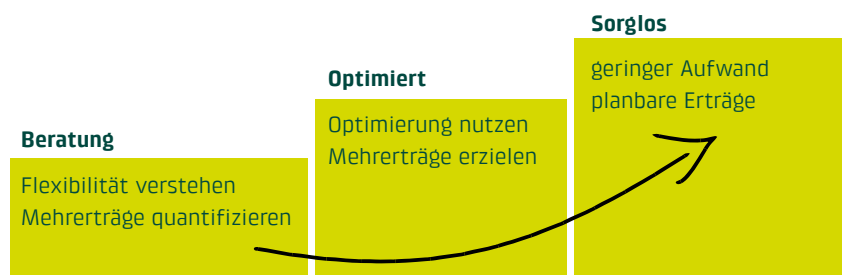 Beratung
Flexibilität verstehen
Mehrerträge quantifizieren
Optimiert
Optimierung nutzen
Mehrerträge erzielen
Sorglos
geringer Aufwand
planbare Erträge